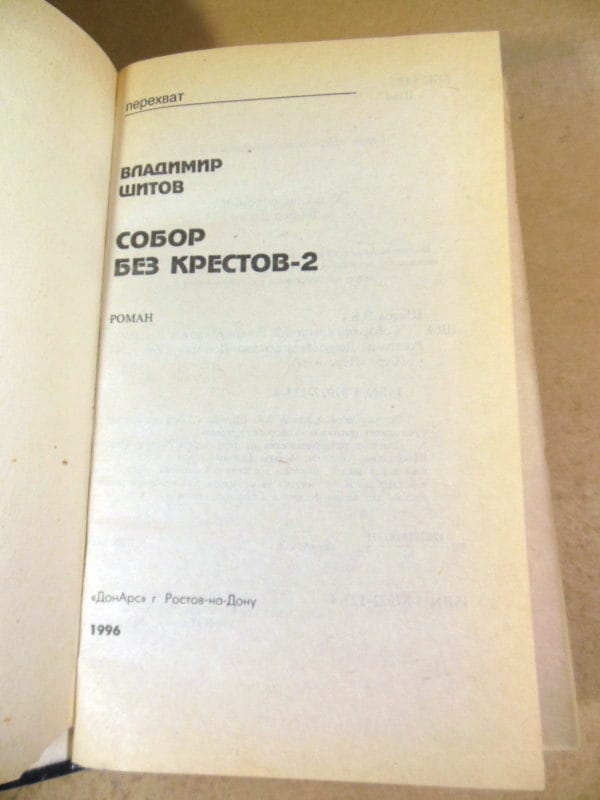 перехват
ВЛАДИМИР
ШИТОВ
СОБОР
БЕЗ КРЕСТОВ-2
РОМАН
«ДонАрс» г Ростов-на-Дону
1996